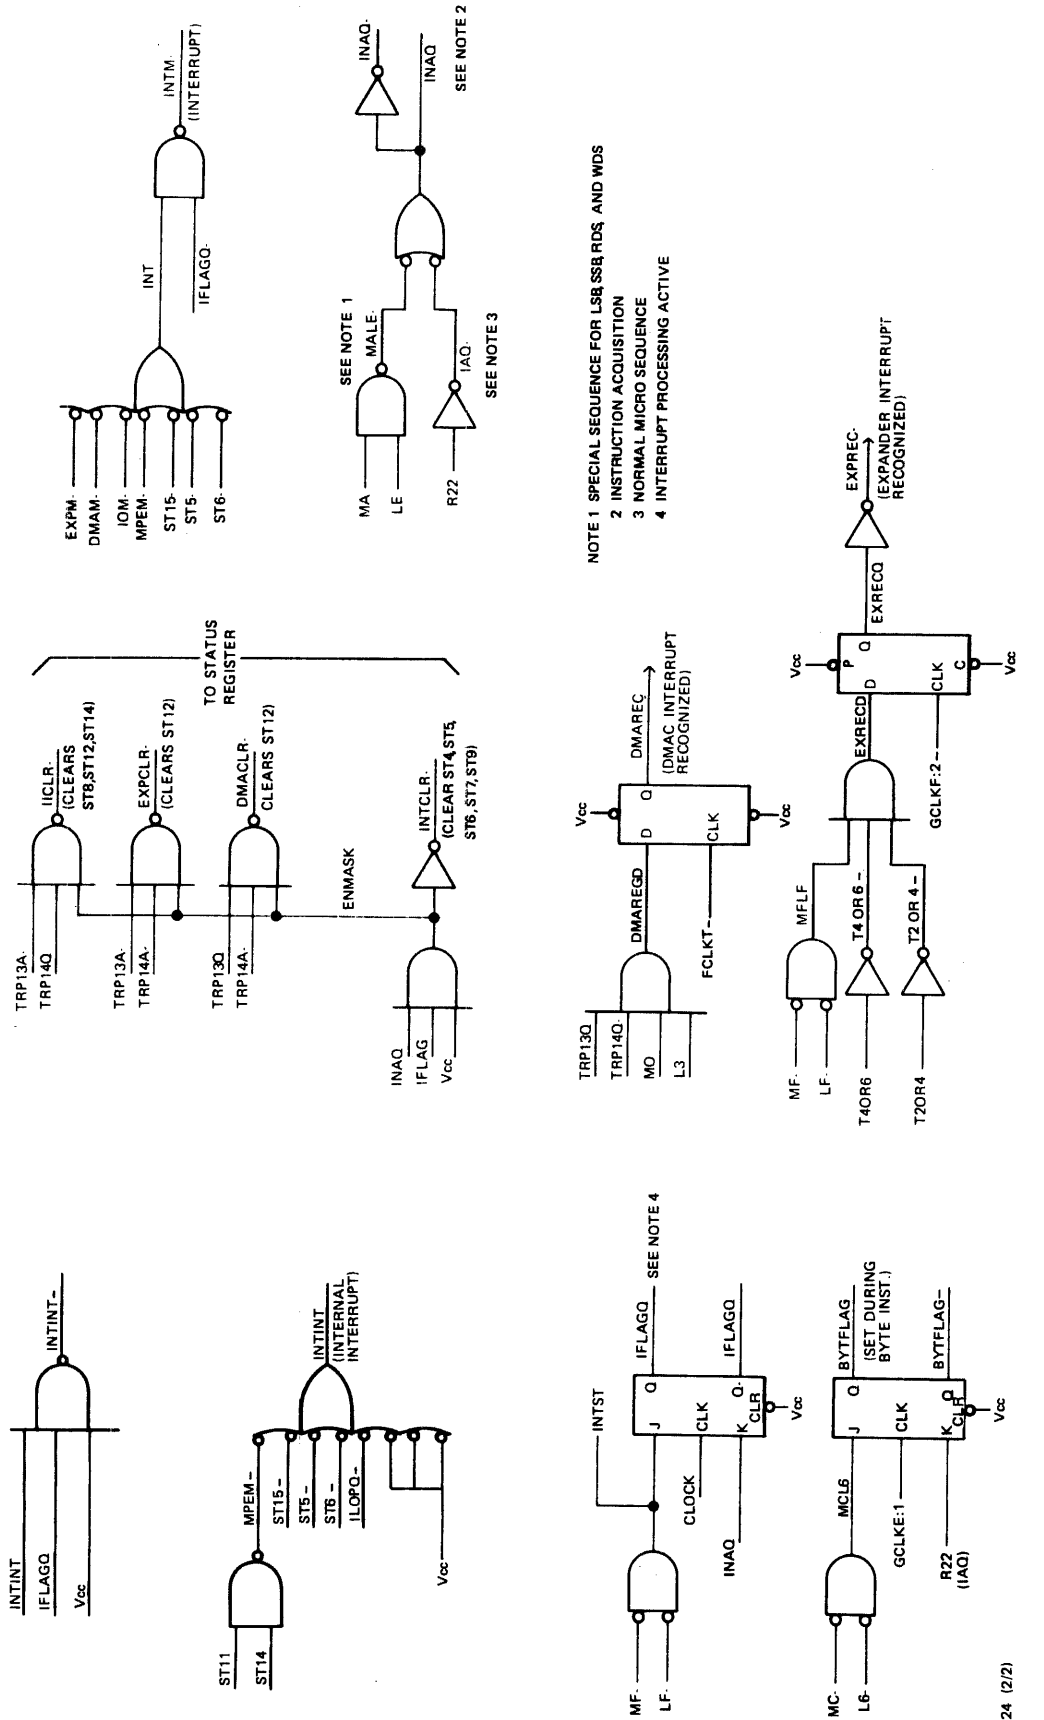 INTINT
IFLAGQ
Vcc
INTINT-
ST11
ST14
MPEM-
ST15-
ST5-
ST6-
ILOPQ-
Vcc
INTINT
(INTERNAL
INTERRUPT)
TRP13A-
TRP14Q
IICLR-
(CLEARS
ST8,ST12,ST14)
TRP13A-
TRP14A-
EXPCLR-
(CLEARS ST12)
TRP13Q
TRP14A-
DMACLR-
CLEARS ST12)
ENMASK
INAQ
IFLAG
Vcc
INTCLR-
(CLEAR ST4,ST5,
ST6,ST7,ST9)
TO STATUS
REGISTER
EXPM-
DMAM-
IOM-
MPEM-
ST15-
ST5-
ST6-
INT
IFLAGQ-
INTM-
(INTERRUPT)
MA
LE
R22
SEE NOTE 1
MALE-
IAQ-
SEE NOTE 3
INAQ-
INAQ
SEE NOTE 2
INTST
MF-
LF-
CLOCK
INAQ
J
CLK
K
Q
Q-
CLR
Vcc
IFLAGQ
SEE NOTE 4
IFLAGQ
MC-
L6-
MCL6
GCLKE:1
R22
(IAQ)
J
CLK
K
Q
Q
CLR
Vcc
BYTFLAG
(SET DURING
BYTE INST.)
BYTFLAG-
TRP13Q
TRP14Q-
MO
L3
DMAREGD
FCLKT-
Vcc
D
Q
CLK
Vcc
DMAREC
(DMAC INTERRUPT
RECOGNIZED)
MF-
LF-
T4OR6
T2OR4
MFLF
T4 OR 6 -
T2 OR 4 -
EXRECD
GCLKF:2-
Vcc
P
D
Q
CLK
C
Vcc
EXRECQ
EXPREC-
(EXPANDER INTERRUPT
RECOGNIZED)
NOTE 1 SPECIAL SEQUENCE FOR LSB,SSB,RDS, AND WDS
2 INSTRUCTION ACQUISITION
3 NORMAL MICRO SEQUENCE
4 INTERRUPT PROCESSING ACTIVE
24 (2/2)